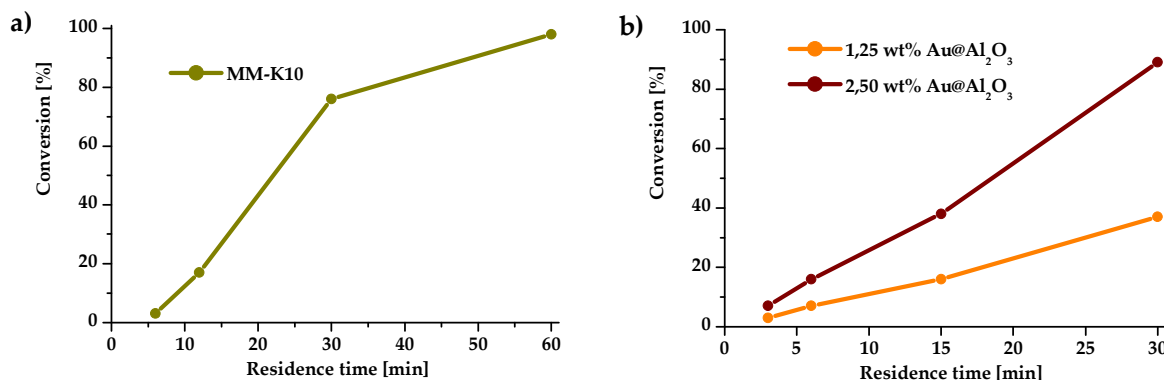 a)
MM-K10
Conversion [%]
100
80
60
40
20
0
0 10 20 30 40 50 60
Residence time [min]
b)
1,25 wt% Au@Al₂O₃
2,50 wt% Au@Al₂O₃
Conversion [%]
100
80
60
40
20
0
0 5 10 15 20 25 30
Residence time [min]